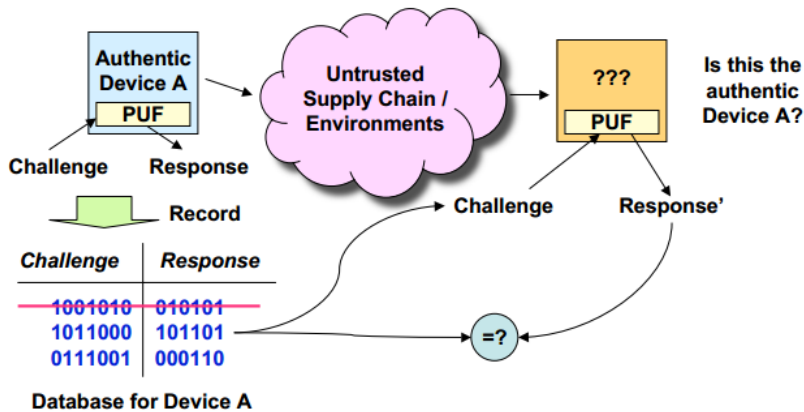 Authentic
Device A
PUF
Challenge
Response
Record
Untrusted
Supply Chain /
Environments
???
PUF
Is this the
authentic
Device A?
Challenge
Response’
Challenge
Response
1001010
010101
1011000
101101
0111001
000110
=?
Database for Device A